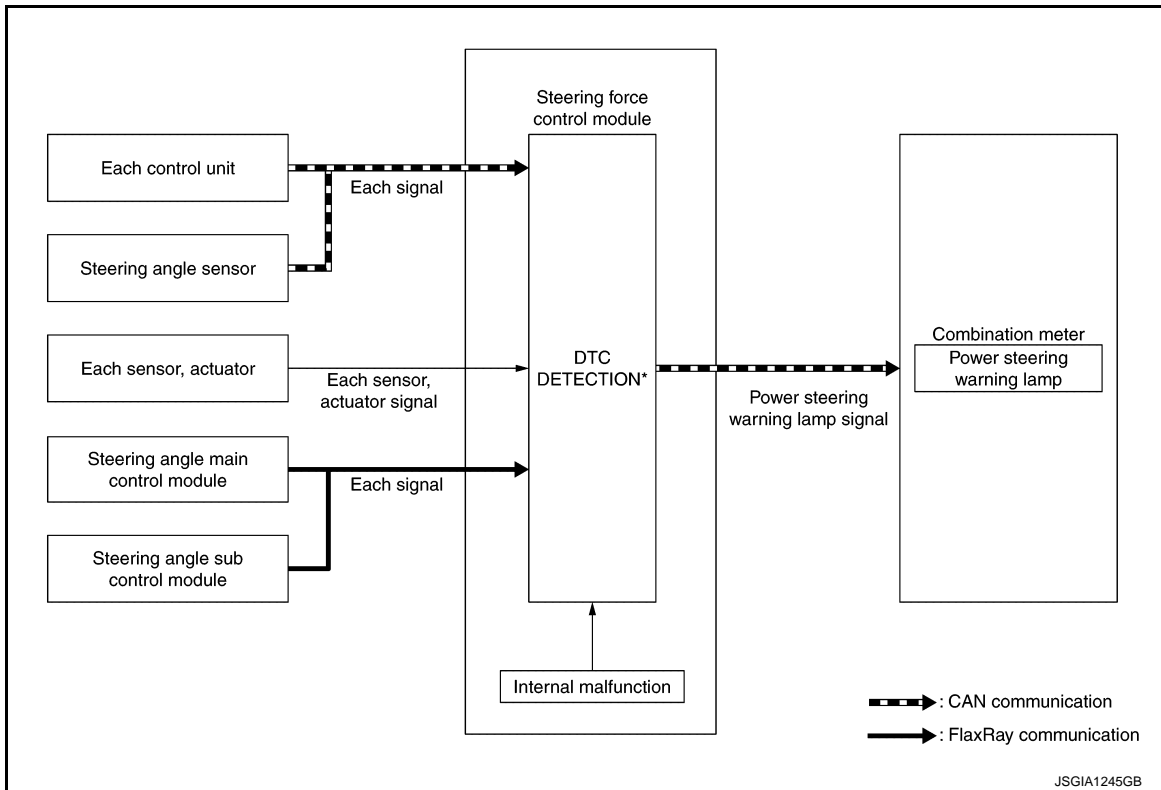 Steering force
control module
Each control unit
Each signal
Steering angle sensor
Each sensor, actuator
Each sensor,
actuator signal
Steering angle main
control module
Each signal
Steering angle sub
control module
DTC
DETECTION*
Internal malfunction
Power steering
warning lamp signal
Combination meter
Power steering
warning lamp
: CAN communication
: FlaxRay communication
JSGIA1245GB